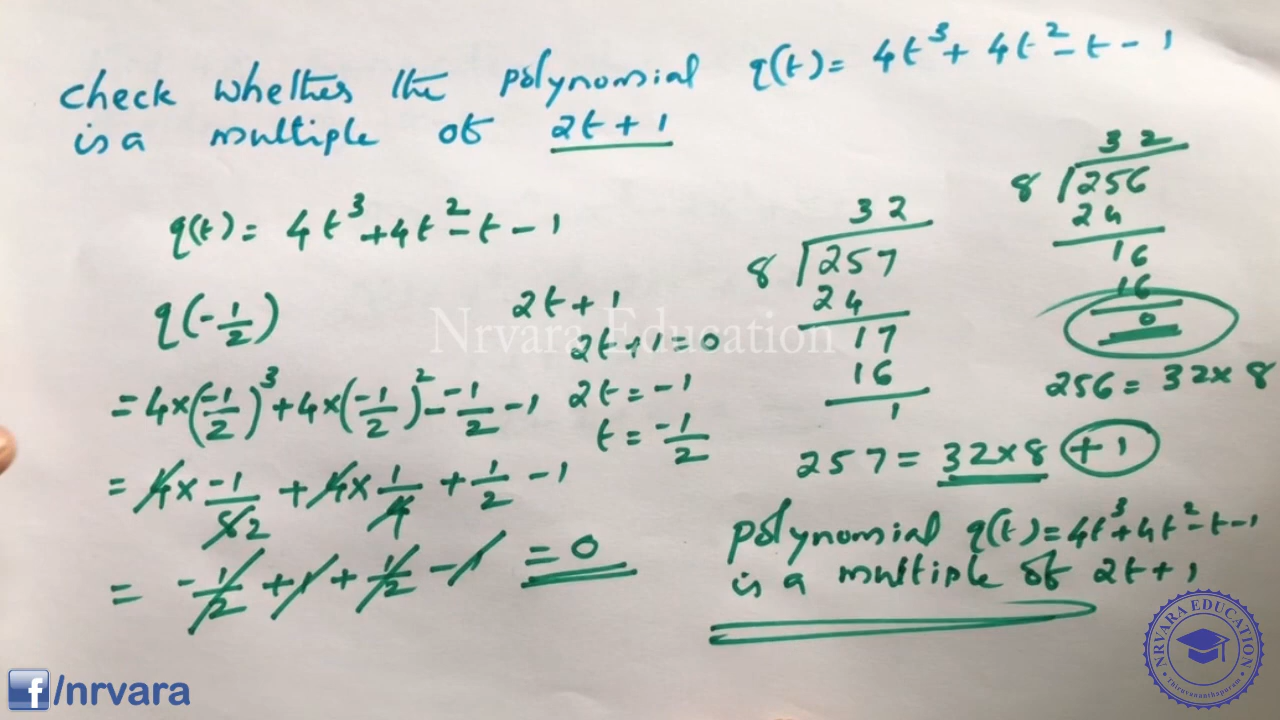 Check whether the polynomial q(t) = 4t³ + 4t² - t - 1
is a multiple of 2t + 1
q(t) = 4t³ + 4t² - t - 1
q(-1/2)
= 4 × (-1/2)³ + 4 × (-1/2)² - -1/2 - 1
= 4 × -1/8 2 + 4 × 1/4 + 1/2 - 1
= -1/2 + 1 + 1/2 - 1 = 0
2t + 1
2t + 1 = 0
2t = -1
t = -1/2
32
8 257
24
17
16
1
257 = 32 × 8 + 1
32
8 256
24
16
16
0
256 = 32 × 8
polynomial q(t) = 4t³ + 4t² - t - 1
is a multiple of 2t + 1
Nrvara Education
f/nrvara
NRVARA EDUCATION
Thiruvananthapuram